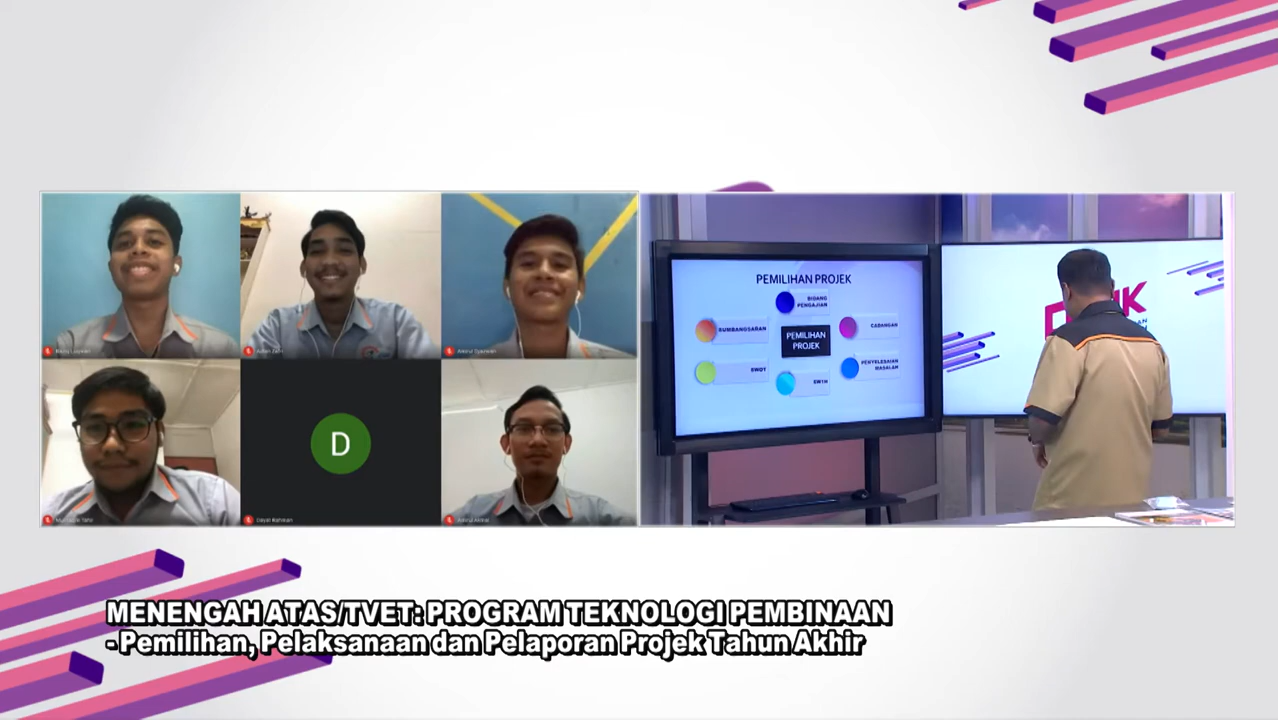 D
PEMILIHAN PROJEK
BIDANG
PENGAJIAN
SUMBANGSARAN
CADANGAN
PEMILIHAN
PROJEK
SWOT
PENYELESAIAN
MASALAH
5W1H
MENENGAH ATAS/TVET: PROGRAM TEKNOLOGI PEMBINAAN
- Pemilihan, Pelaksanaan dan Pelaporan Projek Tahun Akhir